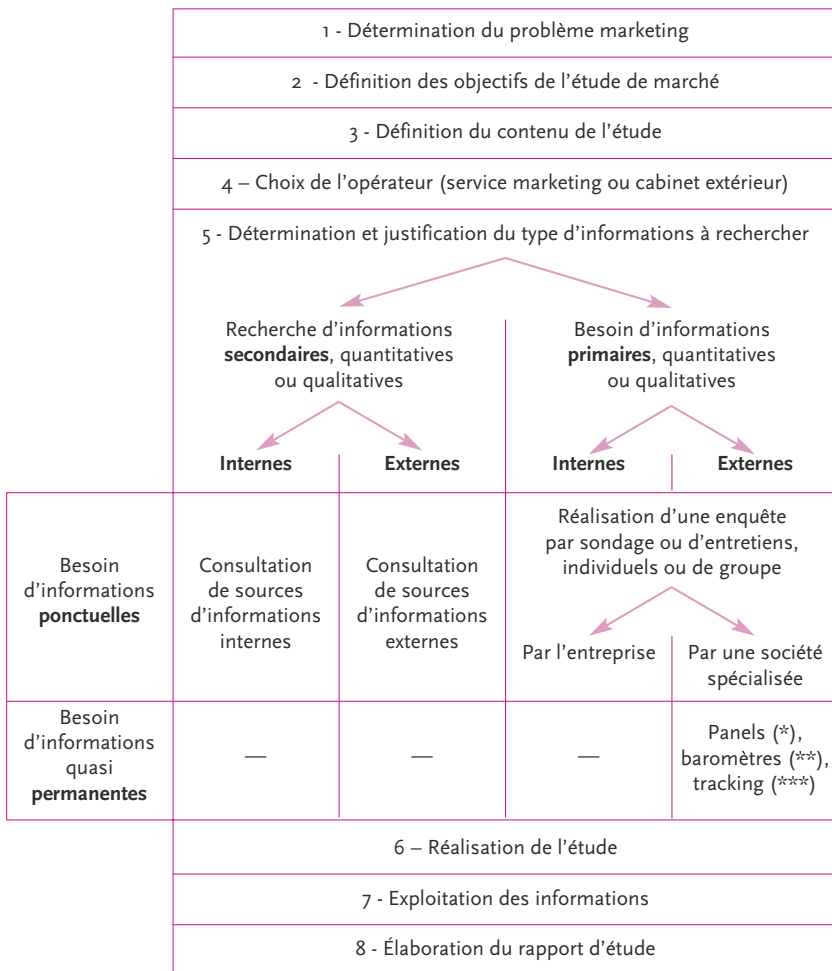 1 - Détermination du problème marketing
2 - Définition des objectifs de l'étude de marché
3 - Définition du contenu de l'étude
4 – Choix de l'opérateur (service marketing ou cabinet extérieur)
5 - Détermination et justification du type d'informations à rechercher
Recherche d'informations
secondaires, quantitatives
ou qualitatives
Besoin d'informations
primaires, quantitatives
ou qualitatives
Internes
Externes
Internes
Externes
Besoin
d'informations
ponctuelles
Consultation
de sources
d'informations
internes
Consultation
de sources
d'informations
externes
Réalisation d'une enquête
par sondage ou d'entretiens,
individuels ou de groupe
Par l'entreprise
Par une société
spécialisée
Besoin
d'informations
quasi
permanentes
—
—
—
Panels (*),
baromètres (**),
tracking (***)
6 – Réalisation de l'étude
7 - Exploitation des informations
8 - Élaboration du rapport d'étude